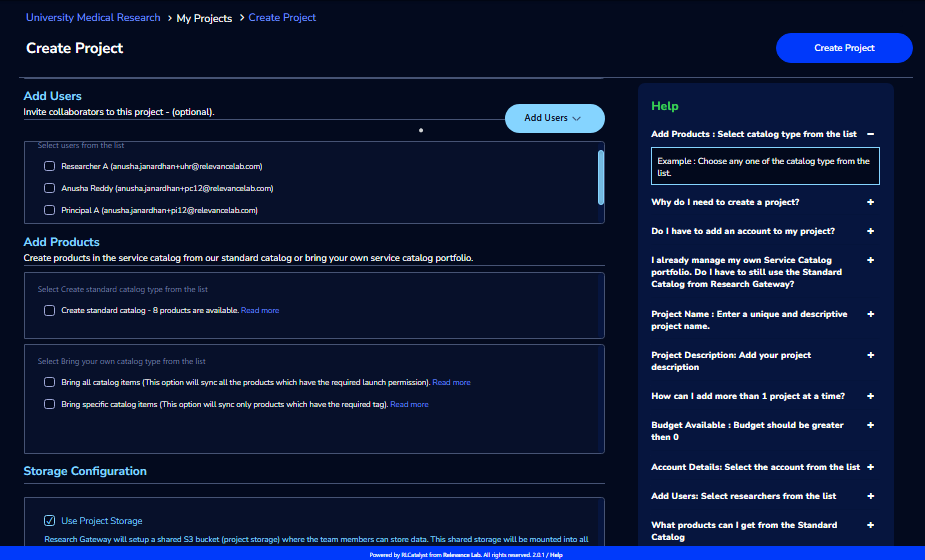 University Medical Research > My Projects > Create Project
Create Project
Create Project
Add Users
Invite collaborators to this project - (optional).
Add Users
Select users from the list
Researcher A (anusha.janardhan+uhr@relevancelab.com)
Anusha Reddy (anusha.janardhan+pc12@relevancelab.com)
Principal A (anusha.janardhan+pi12@relevancelab.com)
Add Products
Create products in the service catalog from our standard catalog or bring your own service catalog portfolio.
Select Create standard catalog type from the list
Create standard catalog - 8 products are available. Read more
Select Bring your own catalog type from the list
Bring all catalog items (This option will sync all the products which have the required launch permission). Read more
Bring specific catalog items (This option will sync only products which have the required tag). Read more
Storage Configuration
Use Project Storage
Research Gateway will setup a shared S3 bucket (project storage) where the team members can store data. This shared storage will be mounted into all
Help
Add Products : Select catalog type from the list
Example : Choose any one of the catalog type from the
list.
Why do I need to create a project?
Do I have to add an account to my project?
I already manage my own Service Catalog
portfolio. Do I have to still use the Standard
Catalog from Research Gateway?
Project Name : Enter a unique and descriptive
project name.
Project Description: Add your project
description
How can I add more than 1 project at a time?
Budget Available : Budget should be greater
then 0
Account Details: Select the account from the list
Add Users: Select researchers from the list
What products can I get from the Standard
Catalog
Powered by RLCatalyst from Relevance Lab. All rights reserved. 2.0.1 / Help